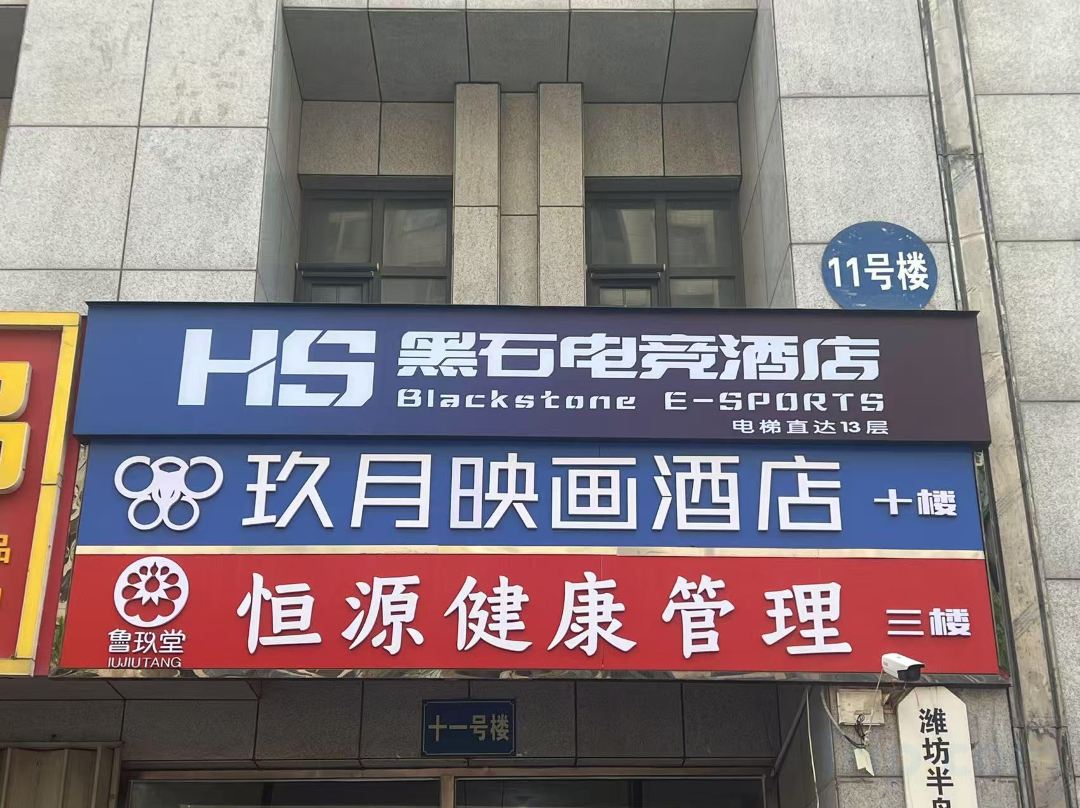 11号楼
HS 黑石电竞酒店
Blackstone E-SPORTS
电梯直达13层
玖月映画酒店 十楼
恒源健康管理 三楼
魯玖堂
IUJIUTANG
十一号楼
潍坊半